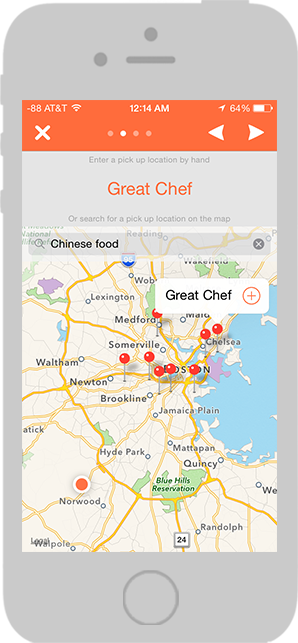 -88 AT&T 12:14 AM 64%
Enter a pick up location by hand
Great Chef
Or search for a pick up location on the map
Reading
Chinese food
Wakefield
Lexington
Great Chef
Medford
Chelsea
Somerville
Waltham
BOSTON
Newton
Brookline
Jamaica Plain
Hyde Park
Mattapan
Quincy
Blue Hills
Reservation
Norwood
Randolph
24
Walpole
Legal